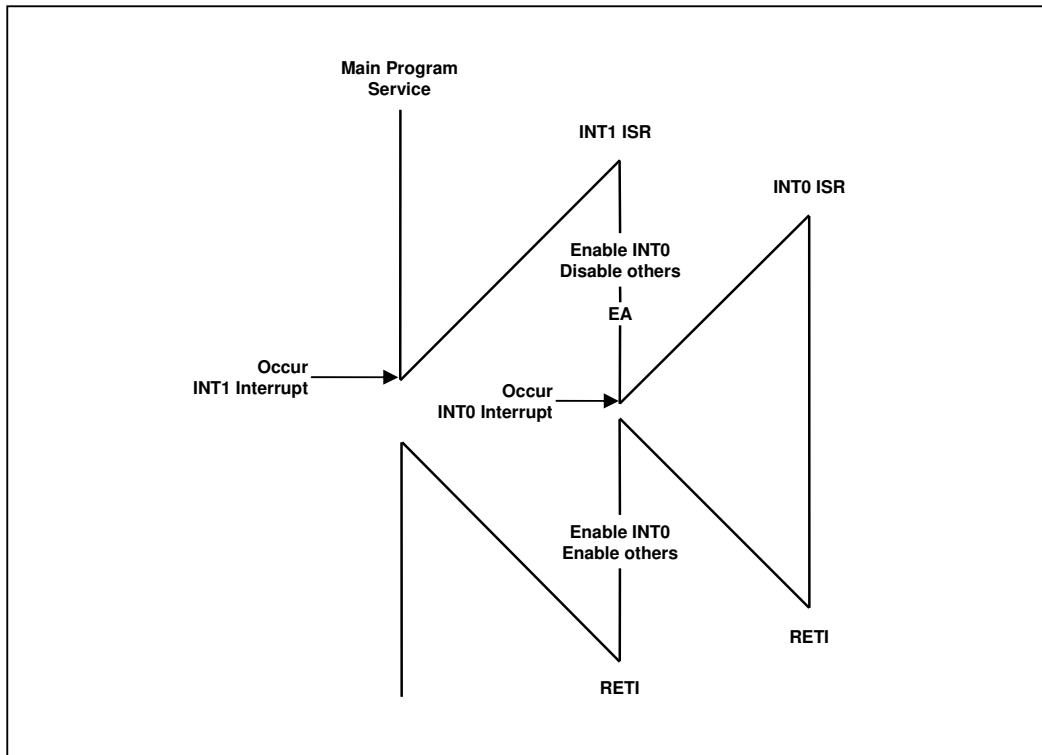 Main Program
Service
INT1 ISR
INT0 ISR
Enable INT0
Disable others
EA
Occur
INT1 Interrupt
Occur
INT0 Interrupt
Enable INT0
Enable others
RETI
RETI